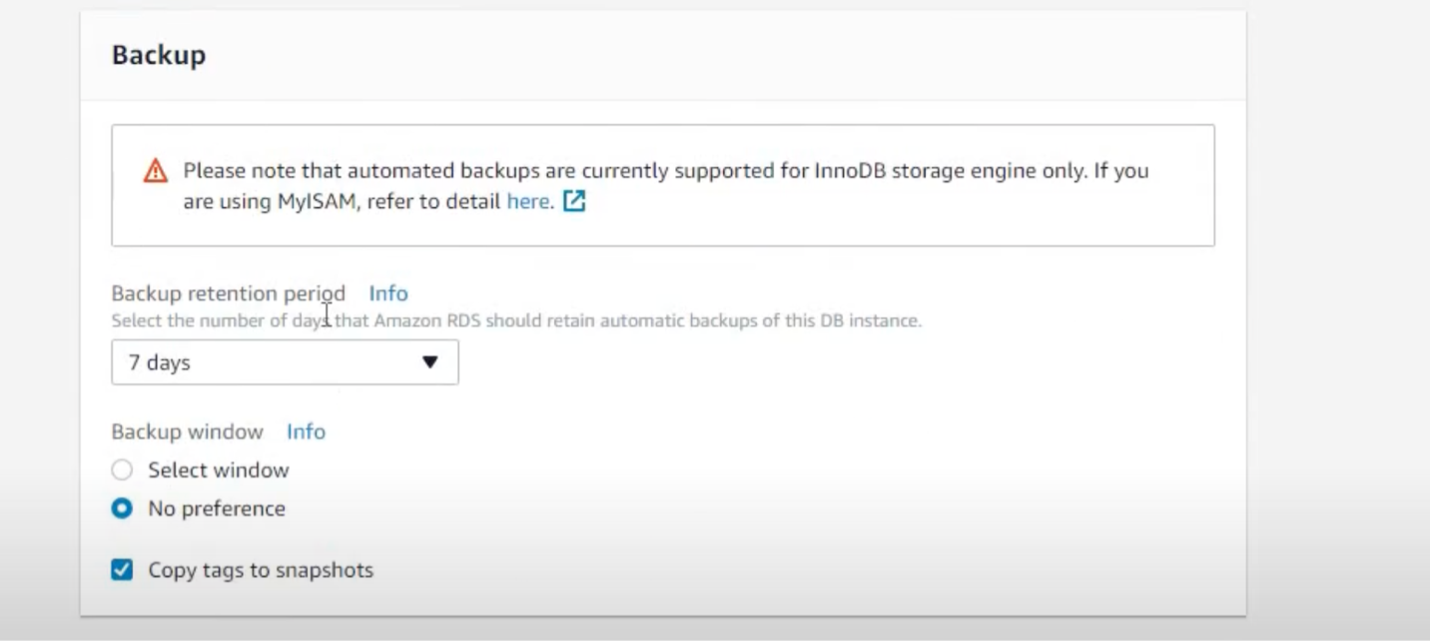 Backup
Please note that automated backups are currently supported for InnoDB storage engine only. If you
are using MyISAM, refer to detail here.
Backup retention period Info
Select the number of days that Amazon RDS should retain automatic backups of this DB instance.
7 days
Backup window Info
Select window
No preference
Copy tags to snapshots